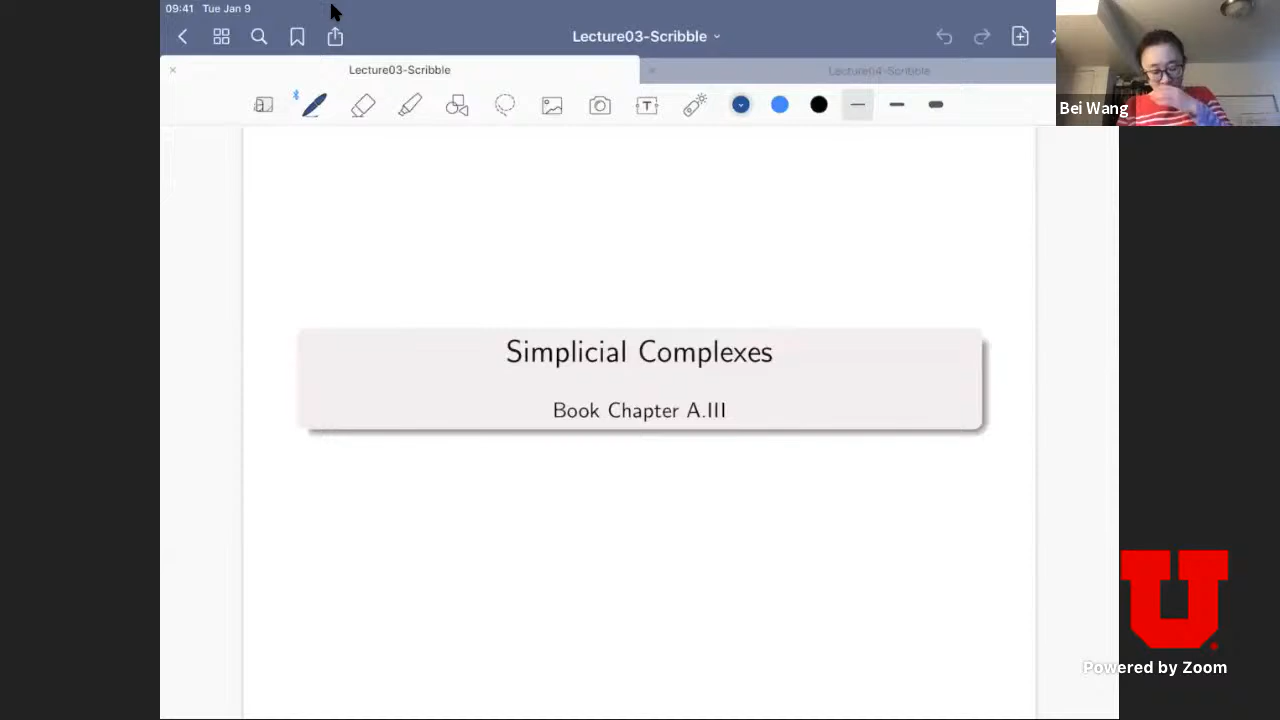 09:41 Tue Jan 9
Lecture03-Scribble
Lecture03-Scribble
Lecture04-Scribble
T
Bei Wang
Simplicial Complexes
Book Chapter A.III
U
Powered by Zoom